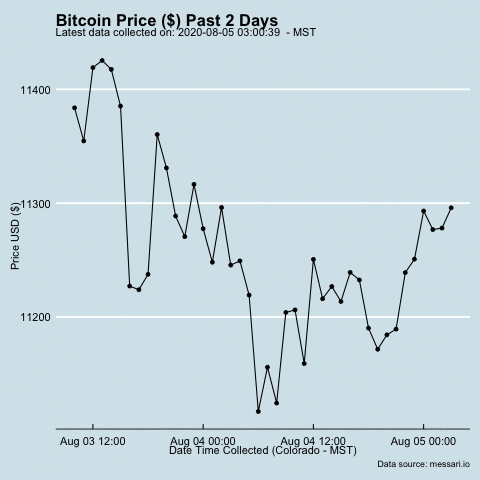 Bitcoin Price ($) Past 2 Days
Latest data collected on: 2020-08-05 03:00:39  - MST
11400
11300
11200
Price USD ($)
Aug 03 12:00
Aug 04 00:00
Aug 04 12:00
Aug 05 00:00
Date Time Collected (Colorado - MST)
Data source: messari.io